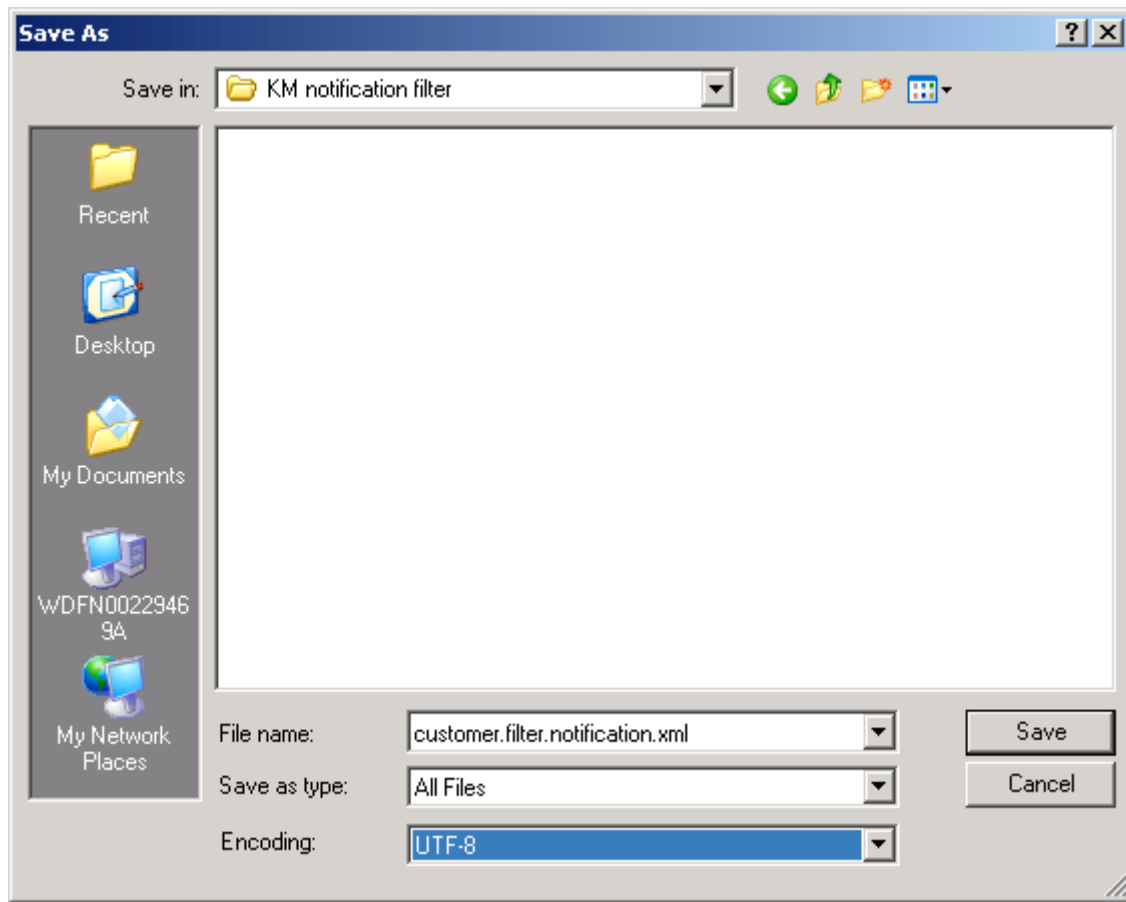 Save As
Save in: KM notification filter
Recent
Desktop
My Documents
WDFN0022946
9A
My Network
Places
File name: customer.filter.notification.xml Save
Save as type: All Files Cancel
Encoding: UTF-8